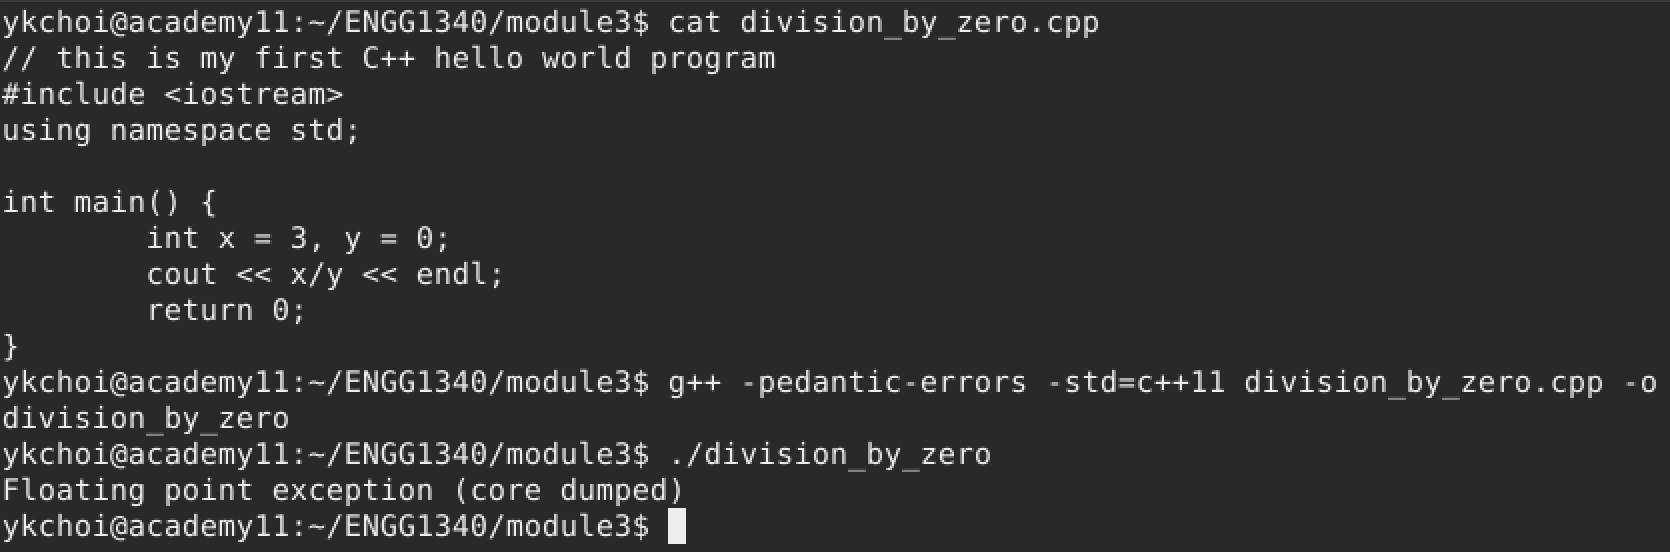 ykchoi@academy11:~/ENGG1340/module3$ cat division_by_zero.cpp
// this is my first C++ hello world program
#include <iostream>
using namespace std;

int main() {
        int x = 3, y = 0;
        cout << x/y << endl;
        return 0;
}
ykchoi@academy11:~/ENGG1340/module3$ g++ -pedantic-errors -std=c++11 division_by_zero.cpp -o
division_by_zero
ykchoi@academy11:~/ENGG1340/module3$ ./division_by_zero
Floating point exception (core dumped)
ykchoi@academy11:~/ENGG1340/module3$